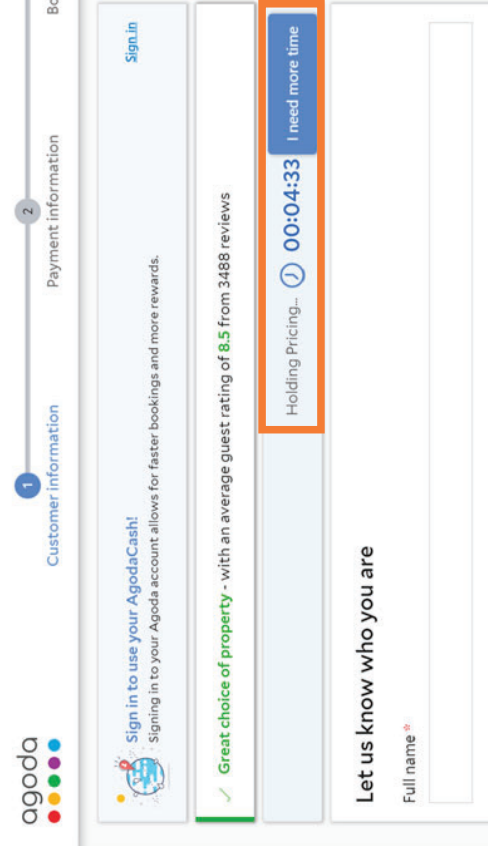 agoda
1
2
Customer information
Payment information
Bo
Sign in to use your AgodaCash!
Sign in
Signing in to your Agoda account allows for faster bookings and more rewards.
Great choice of property - with an average guest rating of 8.5 from 3488 reviews
Holding Pricing... 00:04:33 I need more time
Let us know who you are
Full name *